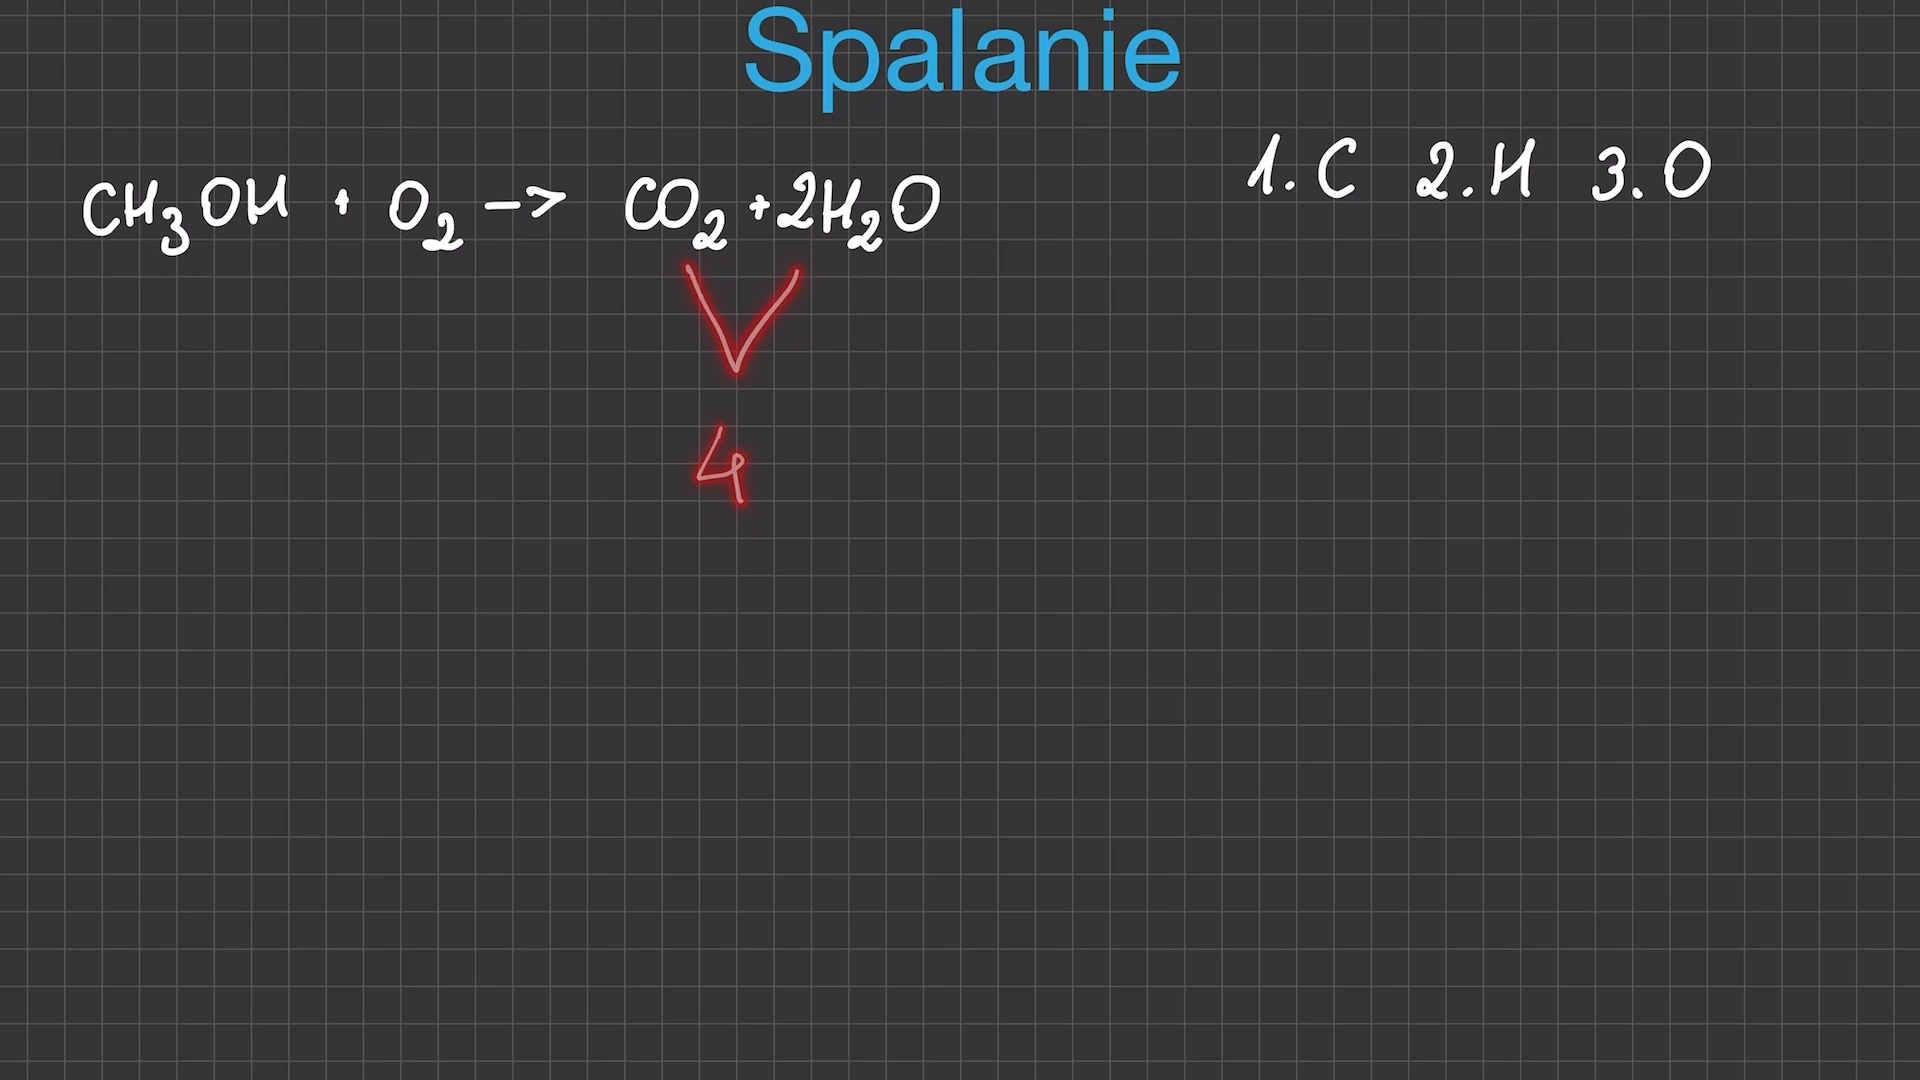 Spalanie
1. C 2. H 3. O
CH₃OH + O₂ -> CO₂ + 2H₂O
4